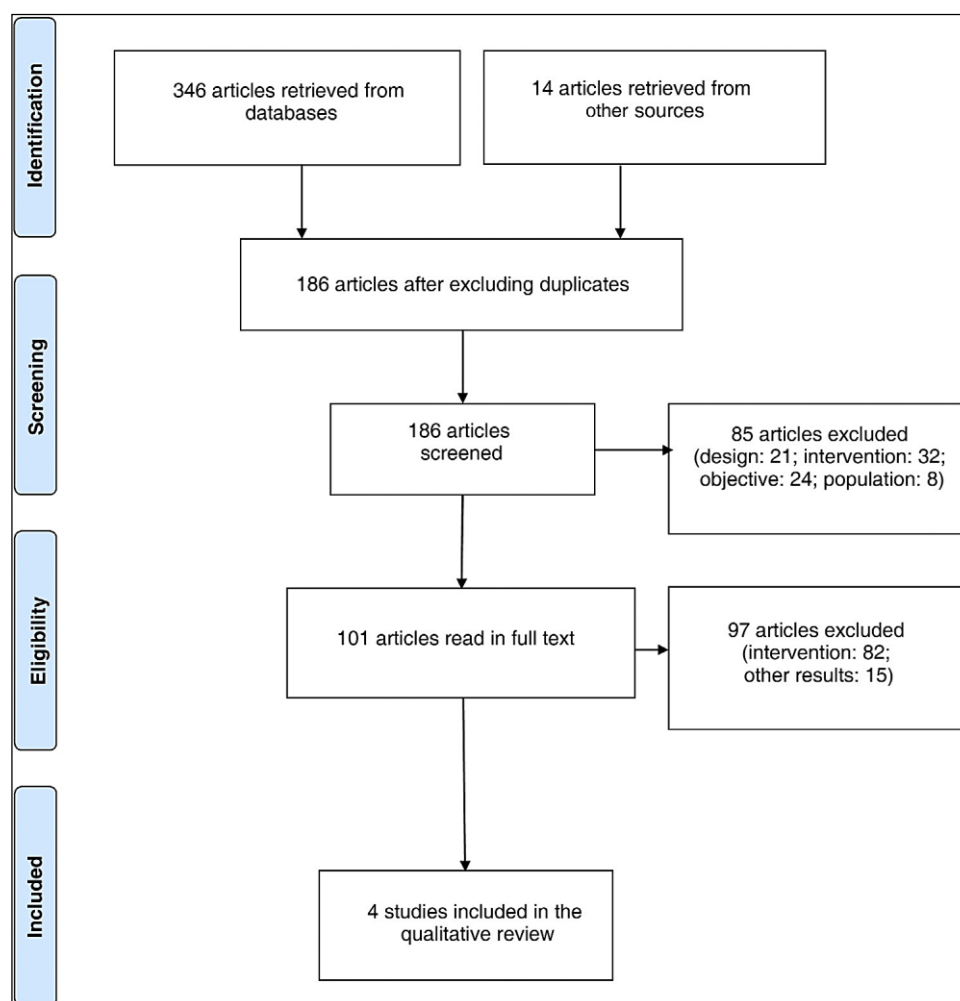 Identification
346 articles retrieved from
databases
14 articles retrieved from
other sources
186 articles after excluding duplicates
Screening
186 articles
screened
85 articles excluded
(design: 21; intervention: 32;
objective: 24; population: 8)
Eligibility
101 articles read in full text
97 articles excluded
(intervention: 82;
other results: 15)
Included
4 studies included in the
qualitative review